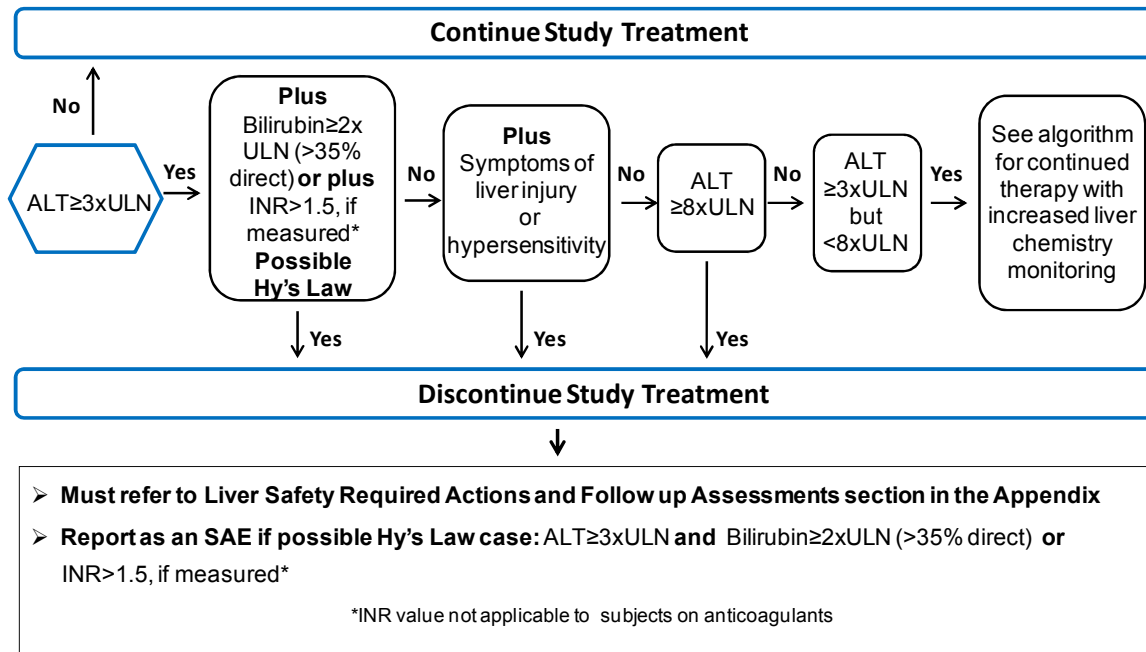 Continue Study Treatment
No
ALT≥3xULN
Yes
Plus
Bilirubin≥2x
ULN (>35%
direct) or plus
INR>1.5, if
measured*
Possible
Hy's Law
No
Yes
Plus
Symptoms of
liver injury
or
hypersensitivity
No
Yes
ALT
≥8xULN
No
Yes
ALT
≥3xULN
but
<8xULN
Yes
See algorithm
for continued
therapy with
increased liver
chemistry
monitoring
Discontinue Study Treatment
➢ Must refer to Liver Safety Required Actions and Follow up Assessments section in the Appendix
➢ Report as an SAE if possible Hy's Law case: ALT≥3xULN and Bilirubin≥2xULN (>35% direct) or
INR>1.5, if measured*
*INR value not applicable to subjects on anticoagulants